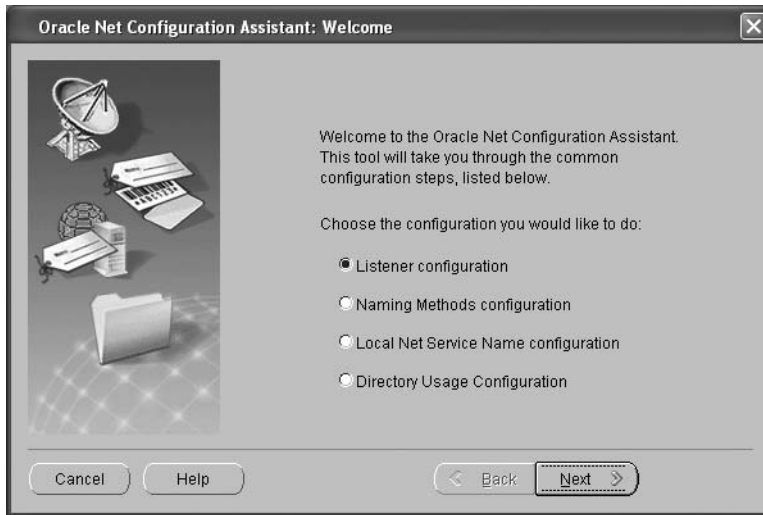 Oracle Net Configuration Assistant: Welcome
Welcome to the Oracle Net Configuration Assistant.
This tool will take you through the common
configuration steps, listed below.
Choose the configuration you would like to do:
Listener configuration
Naming Methods configuration
Local Net Service Name configuration
Directory Usage Configuration
Cancel
Help
Back
Next